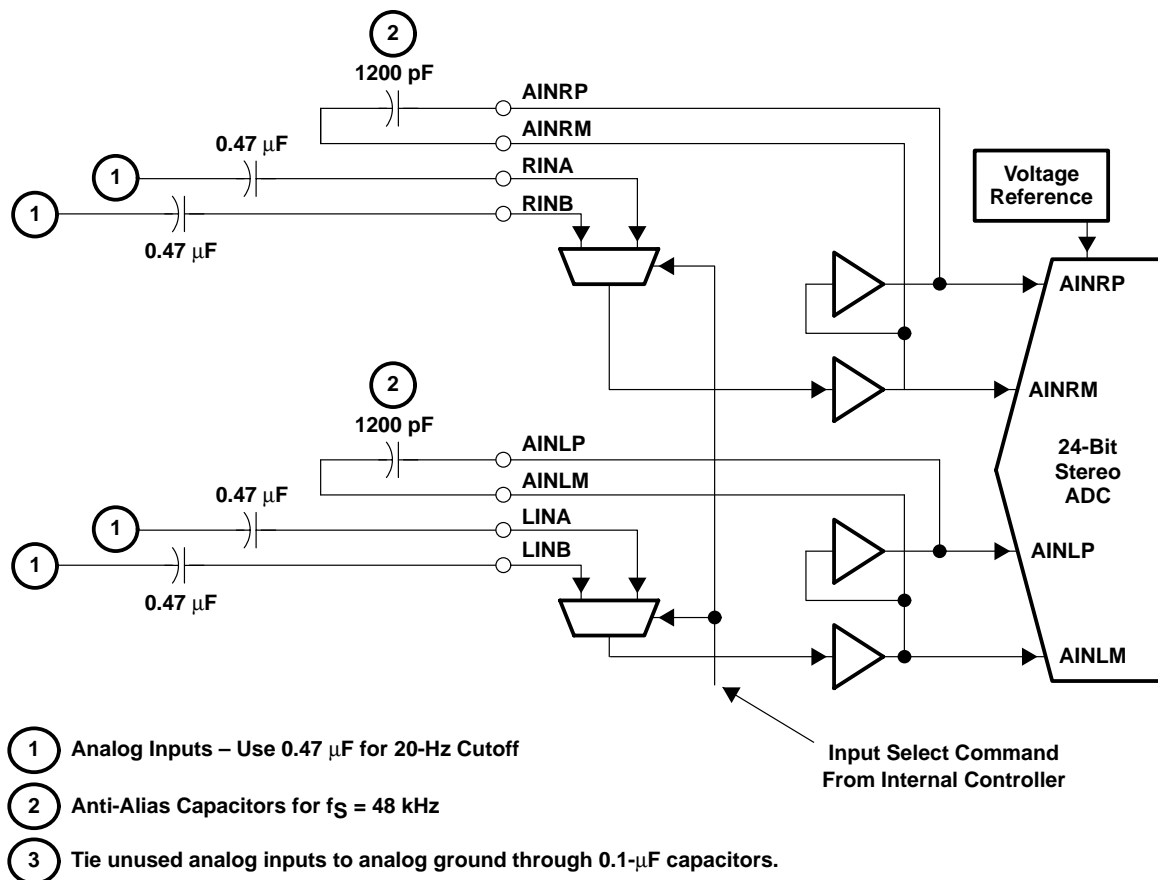 2
1200 pF
AINRP
AINRM
0.47 μF
RINA
1
RINB
1
0.47 μF
Voltage
Reference
AINRP
2
1200 pF
AINRM
AINLP
24-Bit
Stereo
ADC
AINLM
0.47 μF
LINA
1
LINB
1
0.47 μF
AINLP
AINLM
Input Select Command
From Internal Controller
1 Analog Inputs – Use 0.47 μF for 20-Hz Cutoff
2 Anti-Alias Capacitors for fS = 48 kHz
3 Tie unused analog inputs to analog ground through 0.1-μF capacitors.